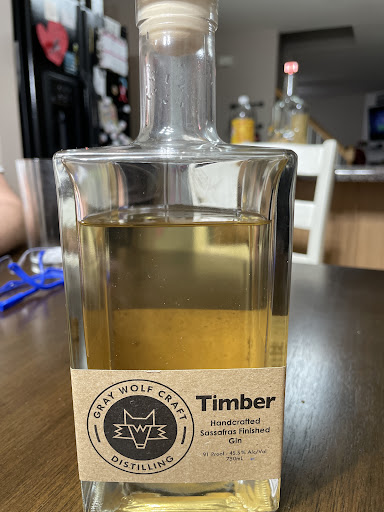 GRAY WOLF CRAFT
DISTILLING
W
Timber
Handcrafted
Sassafras Finished
Gin
91 Proof - 45.5% Alc/Vol
750mL